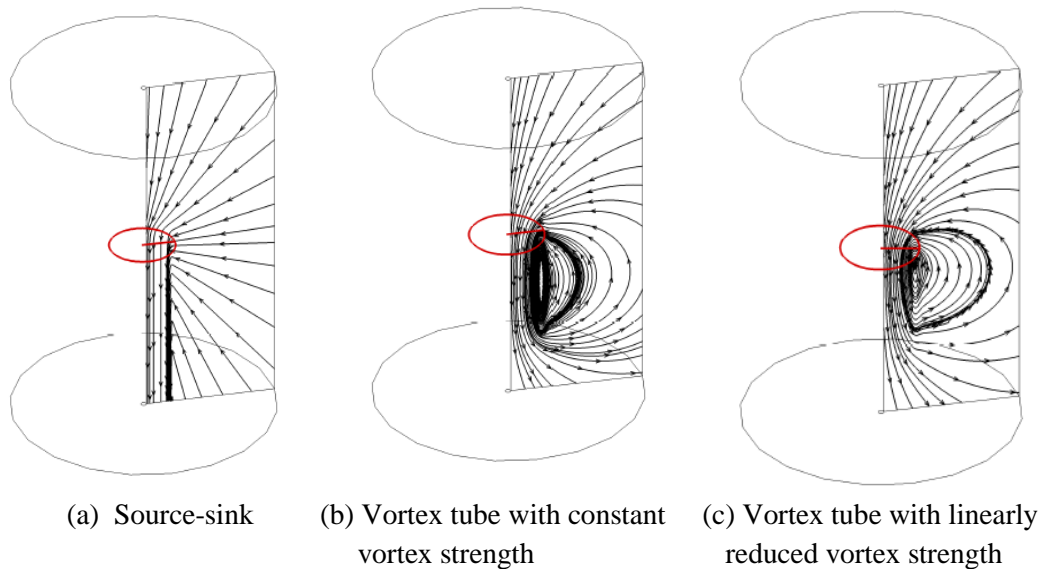 (a) Source-sink
(b) Vortex tube with constant
vortex strength
(c) Vortex tube with linearly
reduced vortex strength